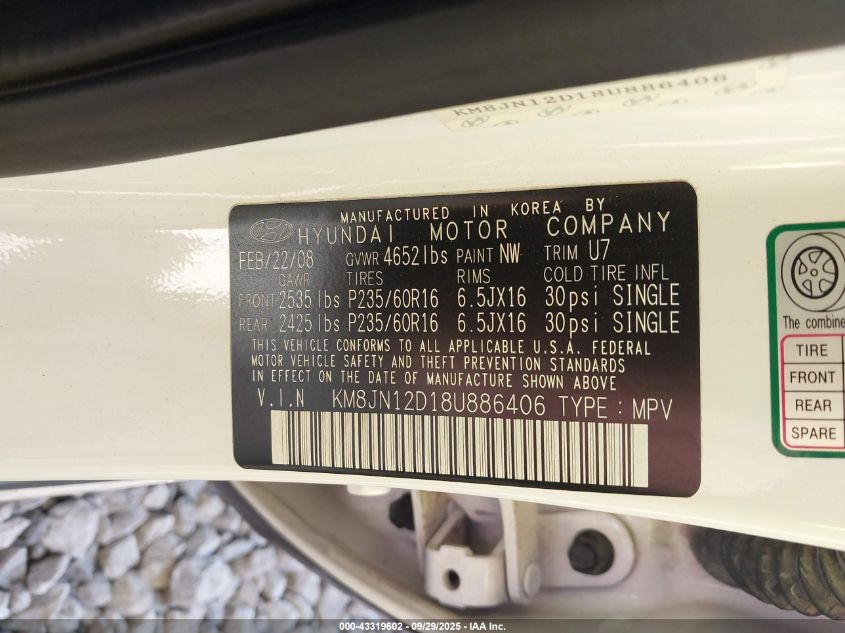 KM8JN12D18U886406
MANUFACTURED IN KOREA BY
HYUNDAI MOTOR COMPANY
FEB/22/08 GVWR 4652lbs PAINT NW TRIM U7
GAWR TIRES RIMS COLD TIRE INFL
FRONT 2535 lbs P235/60R16 6.5JX16 30psi SINGLE
REAR 2425 lbs P235/60R16 6.5JX16 30psi SINGLE
THIS VEHICLE CONFORMS TO ALL APPLICABLE U.S.A. FEDERAL
MOTOR VEHICLE SAFETY AND THEFT PREVENTION STANDARDS
IN EFFECT ON THE DATE OF MANUFACTURE SHOWN ABOVE
V.I.N KM8JN12D18U886406 TYPE : MPV
The combine
TIRE
FRONT
REAR
SPARE
000-43319602 - 09/29/2025 - IAA Inc.